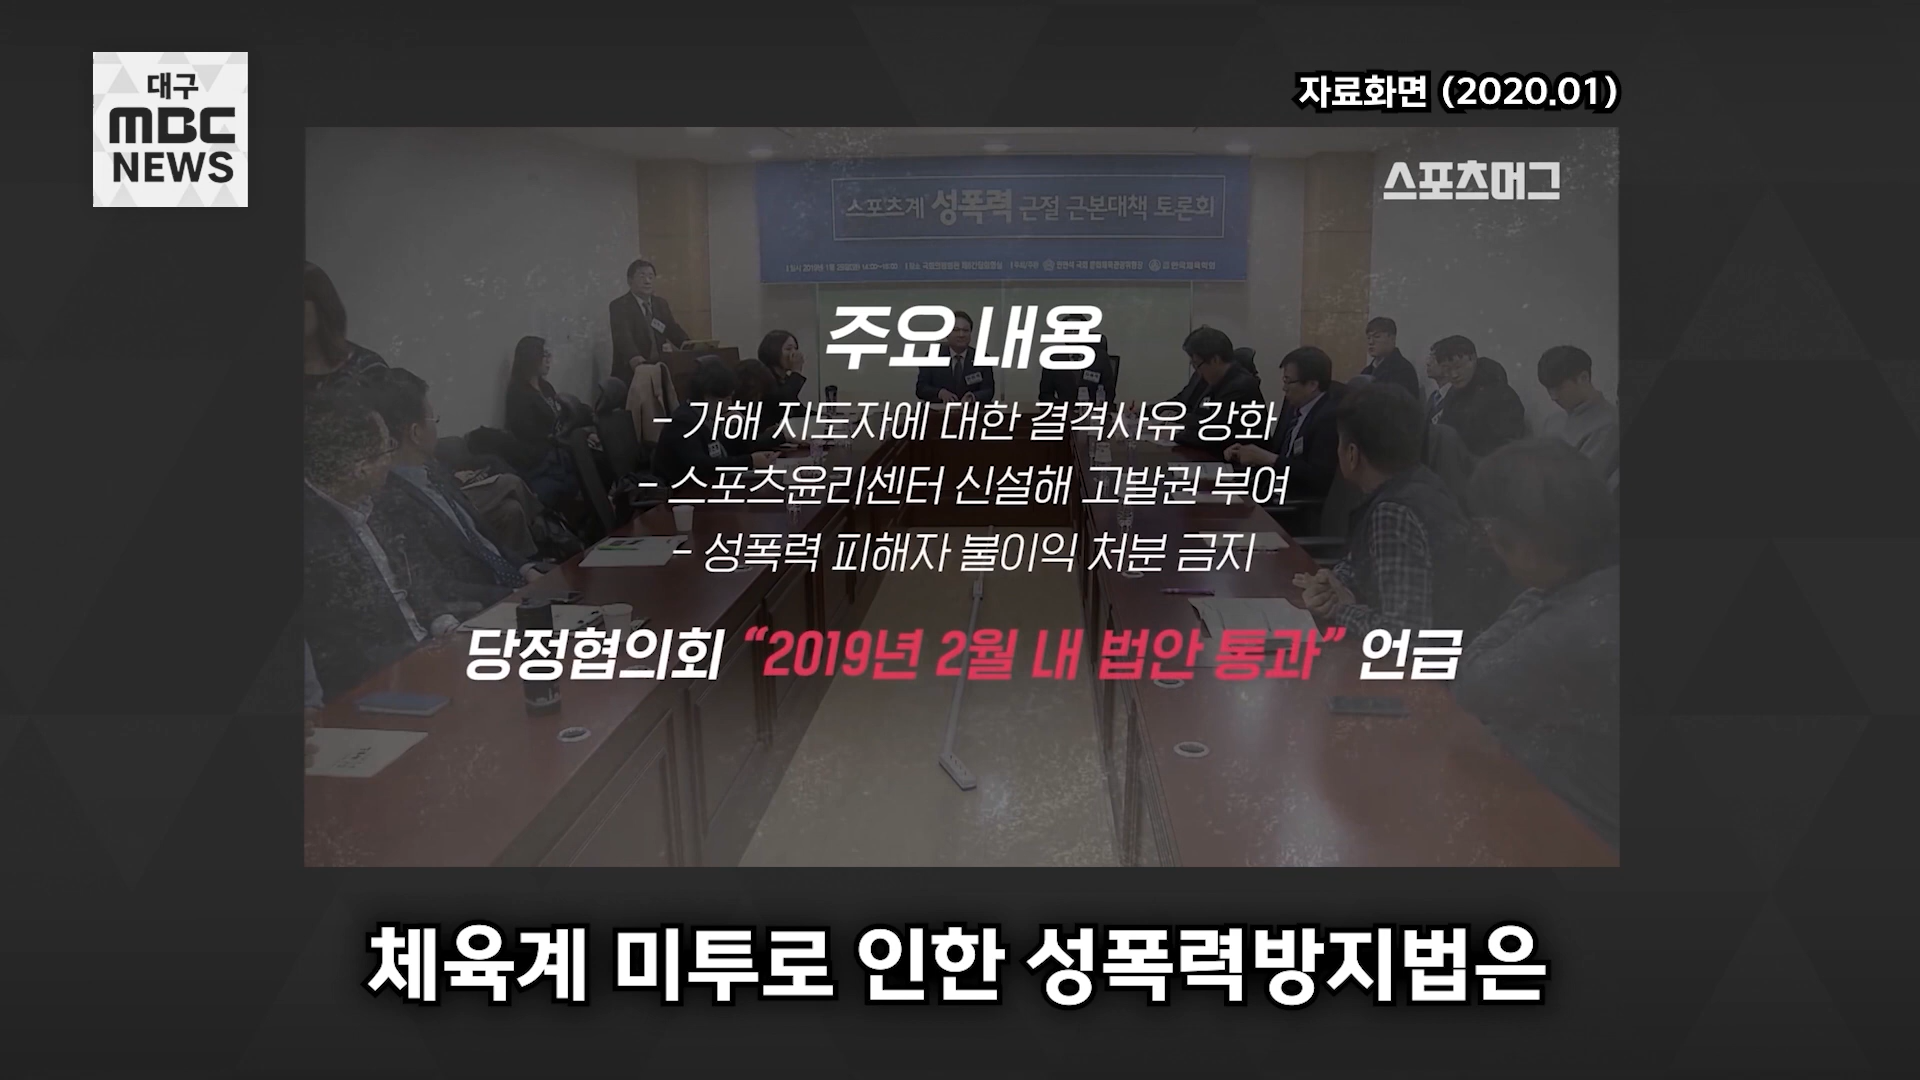 대구
MBC
NEWS
자료화면 (2020.01)
스포츠머그
스포츠계 성폭력 근절 근본대책 토론회
주요 내용
- 가해 지도자에 대한 결격사유 강화
- 스포츠윤리센터 신설해 고발권 부여
- 성폭력 피해자 불이익 처분 금지
당정협의회 “2019년 2월 내 법안 통과” 언급
체육계 미투로 인한 성폭력방지법은